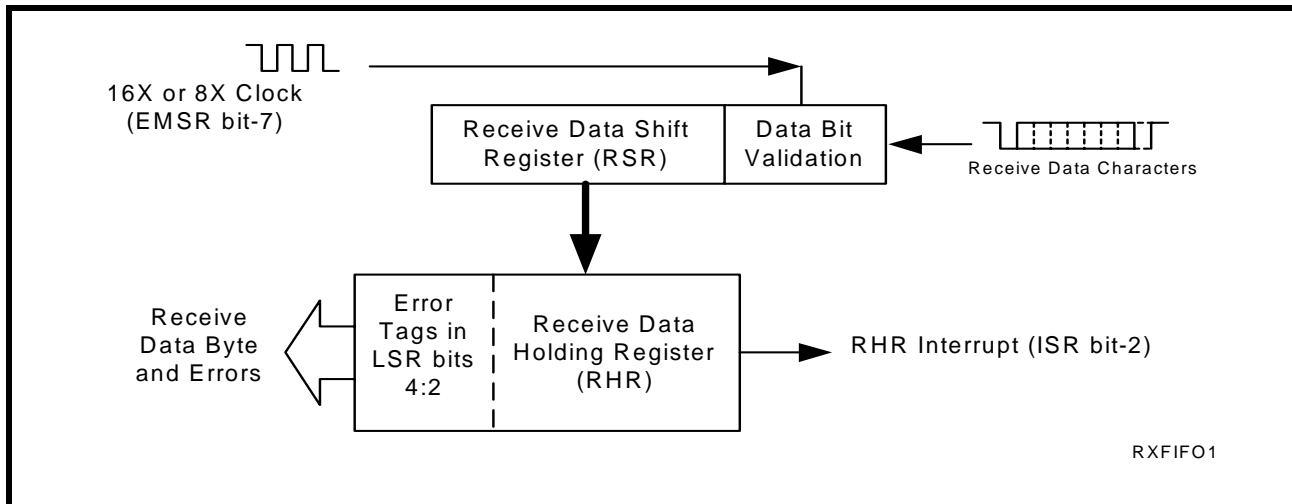 16X or 8X Clock
(EMSR bit-7)
Receive Data Shift
Register (RSR)
Data Bit
Validation
Receive Data Characters
Receive
Data Byte
and Errors
Error
Tags in
LSR bits
4:2
Receive Data
Holding Register
(RHR)
RHR Interrupt (ISR bit-2)
RXFIFO1